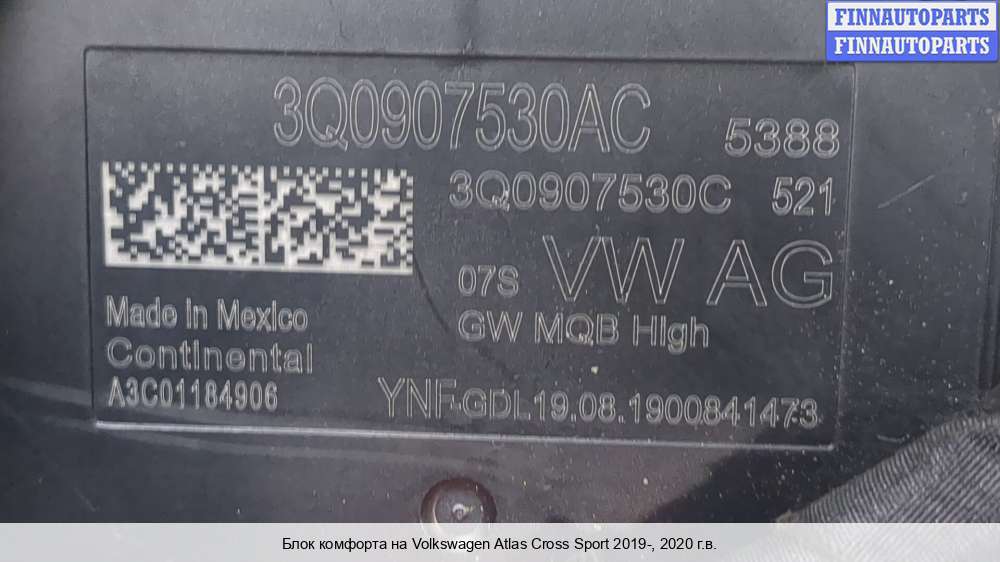 FINNAUTOPARTS
FINNAUTOPARTS
3Q0907530AC 5388
3Q0907530C 521
07S VW AG
Made in Mexico
GW MQB High
Continental
A3C01184906
YNF-GDL19.08.1900841473
Блок комфорта на Volkswagen Atlas Cross Sport 2019-, 2020 г.в.